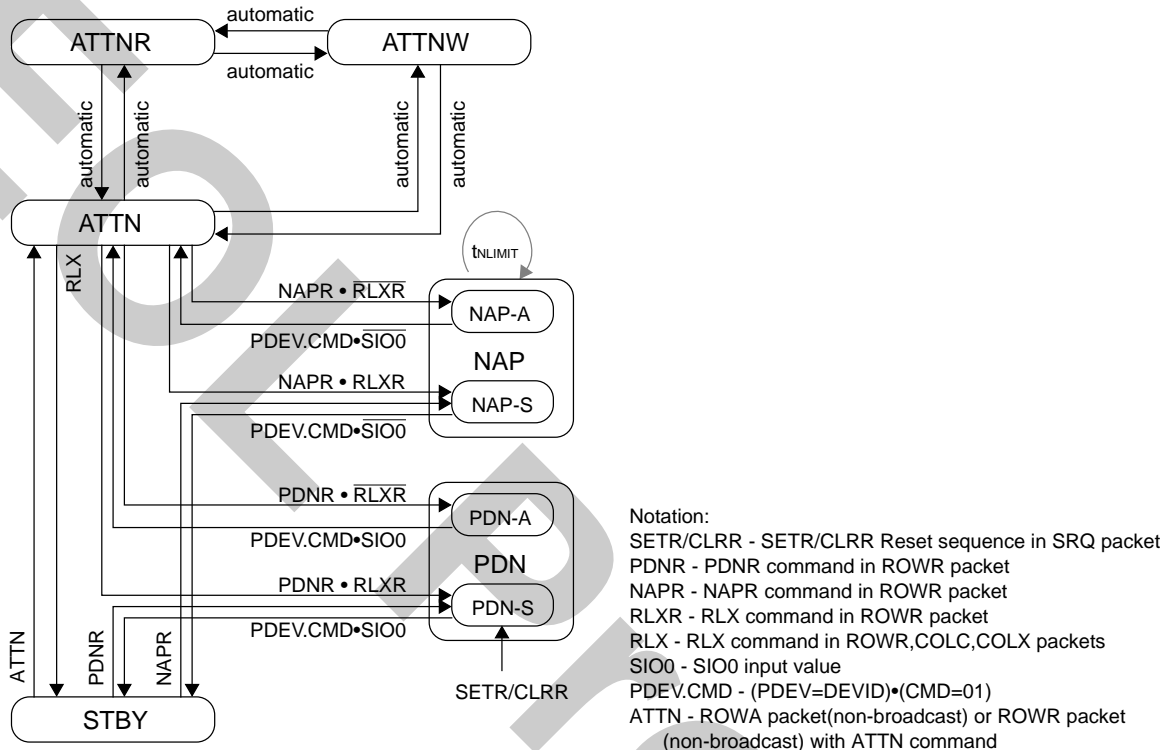 automatic
ATTNR
ATTNW
automatic
automatic
automatic
automatic
automatic
ATTN
RLX
tNLIMIT
NAPR • R̅L̅X̅R̅
NAP-A
PDEV.CMD•S̅I̅O̅0̅
NAP
NAPR • RLXR
NAP-S
PDEV.CMD•S̅I̅O̅0̅
PDNR • R̅L̅X̅R̅
PDN-A
PDEV.CMD•SIO0
PDN
PDNR • RLXR
PDN-S
PDEV.CMD•SIO0
ATTN
PDNR
NAPR
SETR/CLRR
STBY
Notation:
SETR/CLRR - SETR/CLRR Reset sequence in SRQ packet
PDNR - PDNR command in ROWR packet
NAPR - NAPR command in ROWR packet
RLXR - RLX command in ROWR packet
RLX - RLX command in ROWR,COLC,COLX packets
SIO0 - SIO0 input value
PDEV.CMD - (PDEV=DEVID)•(CMD=01)
ATTN - ROWA packet(non-broadcast) or ROWR packet
(non-broadcast) with ATTN command